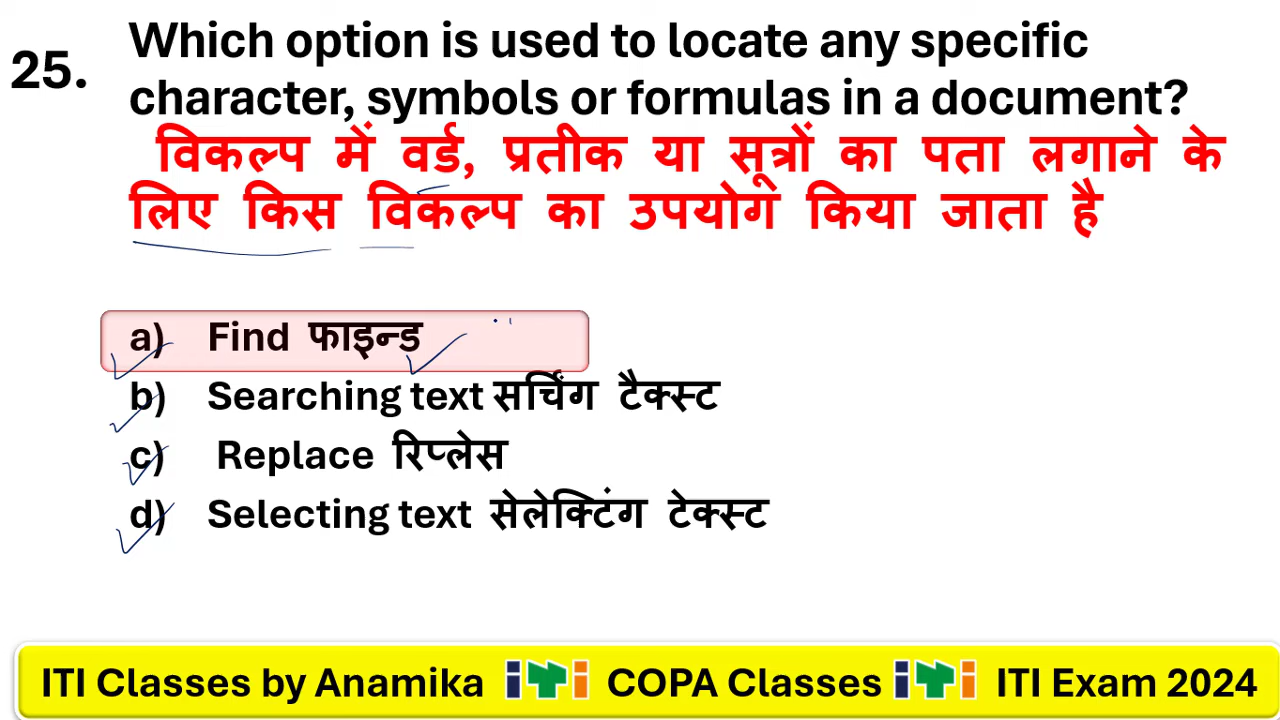 25. Which option is used to locate any specific
character, symbols or formulas in a document?
विकल्प में वर्ड, प्रतीक या सूत्रों का पता लगाने के
लिए किस विकल्प का उपयोग किया जाता है
a) Find फाइन्ड
b) Searching text सर्चिंग टैक्स्ट
c) Replace रिप्लेस
d) Selecting text सेलेक्टिंग टेक्स्ट
ITI Classes by Anamika iTi COPA Classes iTi ITI Exam 2024